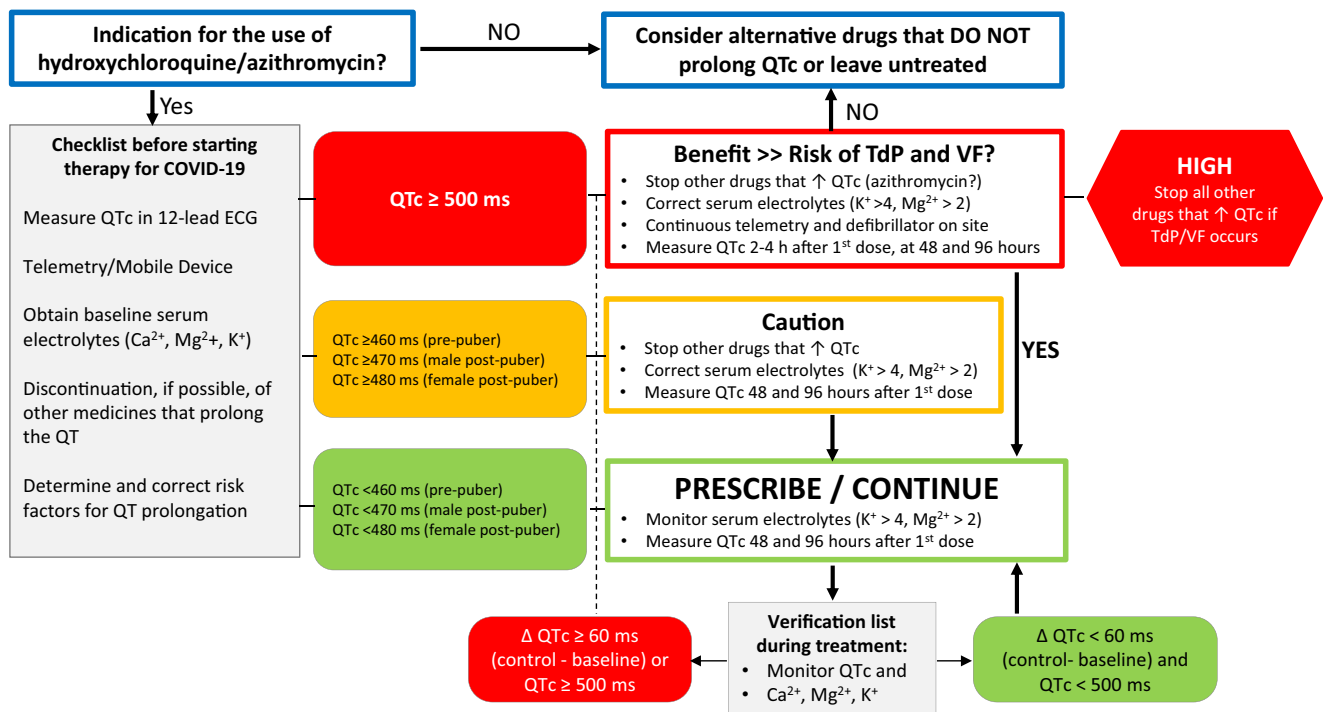 Indication for the use of
hydroxychloroquine/azithromycin?
NO
Consider alternative drugs that DO NOT
prolong QTc or leave untreated
Yes
NO
Checklist before starting
therapy for COVID-19
Measure QTc in 12-lead ECG
Telemetry/Mobile Device
Obtain baseline serum
electrolytes (Ca²⁺, Mg²+, K⁺)
Discontinuation, if possible, of
other medicines that prolong
the QT
Determine and correct risk
factors for QT prolongation
QTc ≥ 500 ms
Benefit >> Risk of TdP and VF?
• Stop other drugs that ↑ QTc (azithromycin?)
• Correct serum electrolytes (K⁺ >4, Mg²⁺ > 2)
• Continuous telemetry and defibrillator on site
• Measure QTc 2-4 h after 1ˢᵗ dose, at 48 and 96 hours
HIGH
Stop all other
drugs that ↑ QTc if
TdP/VF occurs
QTc ≥460 ms (pre-puber)
QTc ≥470 ms (male post-puber)
QTc ≥480 ms (female post-puber)
Caution
• Stop other drugs that ↑ QTc
• Correct serum electrolytes (K⁺ > 4, Mg²⁺ > 2)
• Measure QTc 48 and 96 hours after 1ˢᵗ dose
YES
QTc <460 ms (pre-puber)
QTc <470 ms (male post-puber)
QTc <480 ms (female post-puber)
PRESCRIBE / CONTINUE
• Monitor serum electrolytes (K⁺ > 4, Mg²⁺ > 2)
• Measure QTc 48 and 96 hours after 1ˢᵗ dose
Δ QTc ≥ 60 ms
(control - baseline) or
QTc ≥ 500 ms
Verification list
during treatment:
• Monitor QTc and
• Ca²⁺, Mg²⁺, K⁺
Δ QTc < 60 ms
(control- baseline) and
QTc < 500 ms